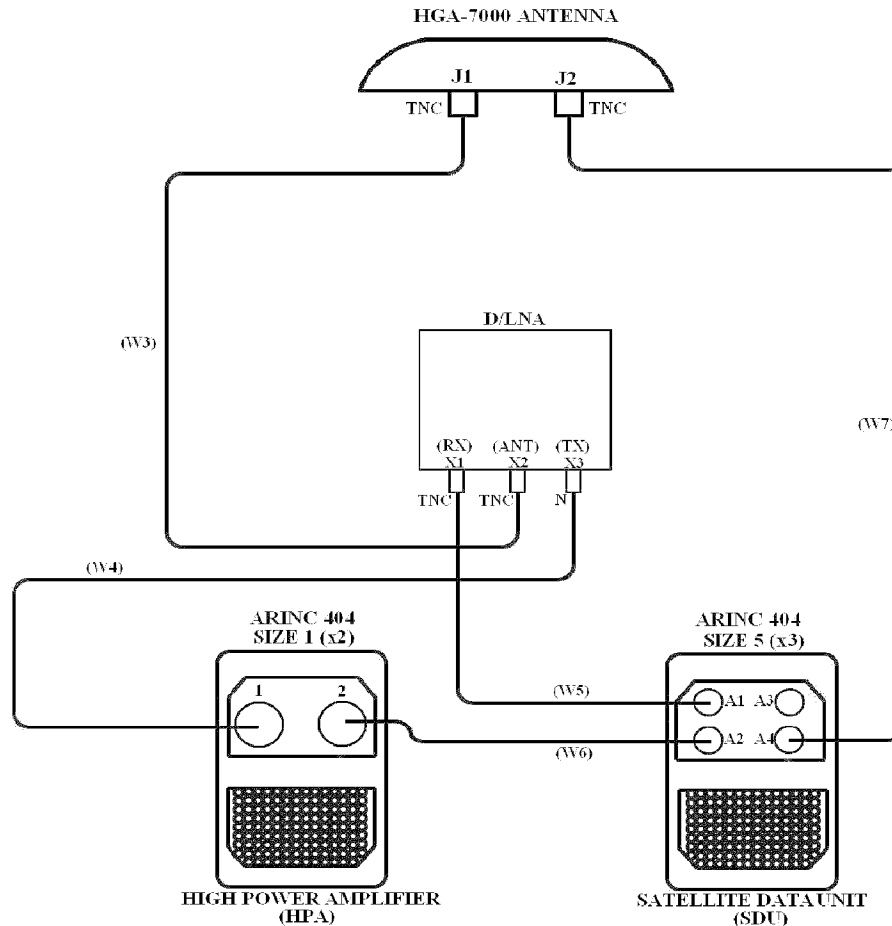 HGA-7000 ANTENNA
J1
J2
TNC
TNC
D/LNA
(W3)
(W7)
(RX)
(ANT)
(TX)
X1
X2
X3
TNC
TNC
N
(W4)
ARINC 404
SIZE 1 (x2)
ARINC 404
SIZE 5 (x3)
1
2
(W5)
A1
A3
(W6)
A2
A4
HIGH POWER AMPLIFIER
(HPA)
SATELLITE DATA UNIT
(SDU)